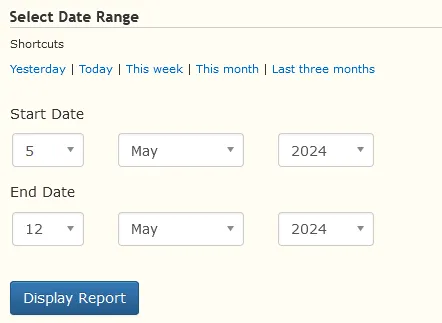 Select Date Range
Shortcuts
Yesterday | Today | This week | This month | Last three months
Start Date
5 May 2024
End Date
12 May 2024
Display Report